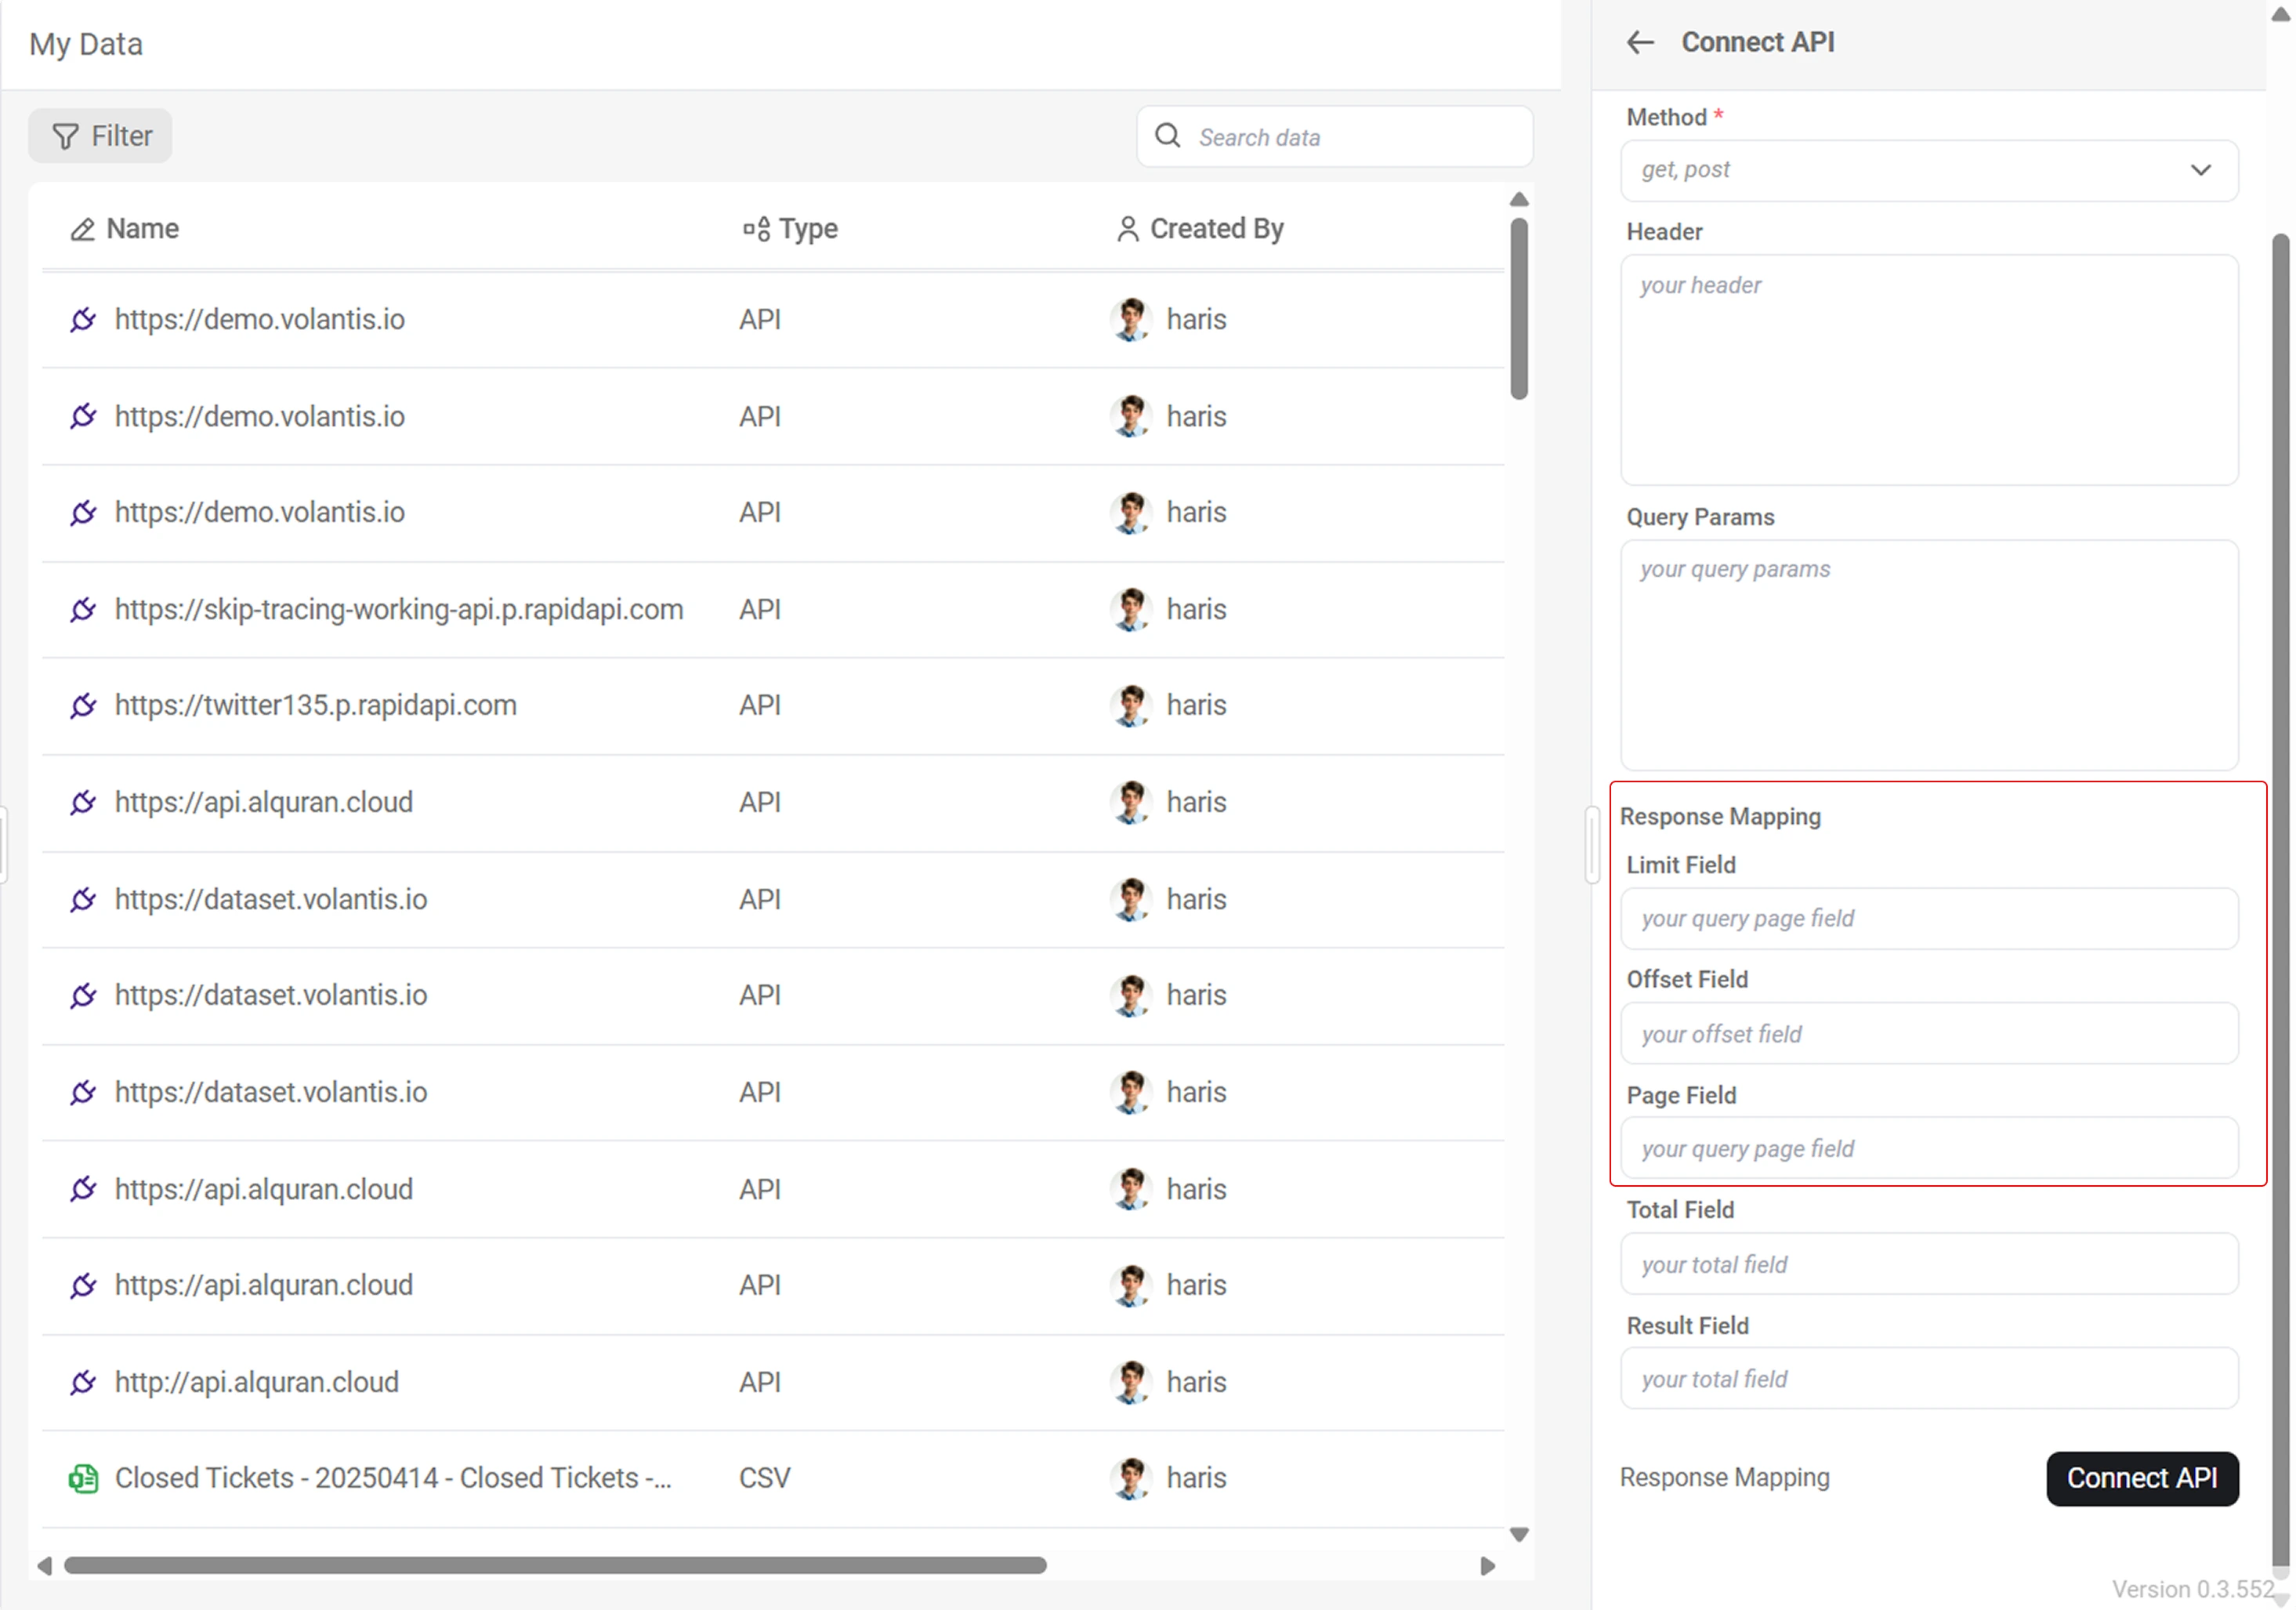 My Data
Filter
Search data
Name Type Created By
https://demo.volantis.io API haris
https://demo.volantis.io API haris
https://demo.volantis.io API haris
https://skip-tracing-working-api.p.rapidapi.com API haris
https://twitter135.p.rapidapi.com API haris
https://api.alquran.cloud API haris
https://dataset.volantis.io API haris
https://dataset.volantis.io API haris
https://dataset.volantis.io API haris
https://api.alquran.cloud API haris
https://api.alquran.cloud API haris
http://api.alquran.cloud API haris
Closed Tickets - 20250414 - Closed Tickets -... CSV haris
Connect API
Method *
get, post
Header
your header
Query Params
your query params
Response Mapping
Limit Field
your query page field
Offset Field
your offset field
Page Field
your query page field
Total Field
your total field
Result Field
your total field
Response Mapping
Connect API
Version 0.3.552